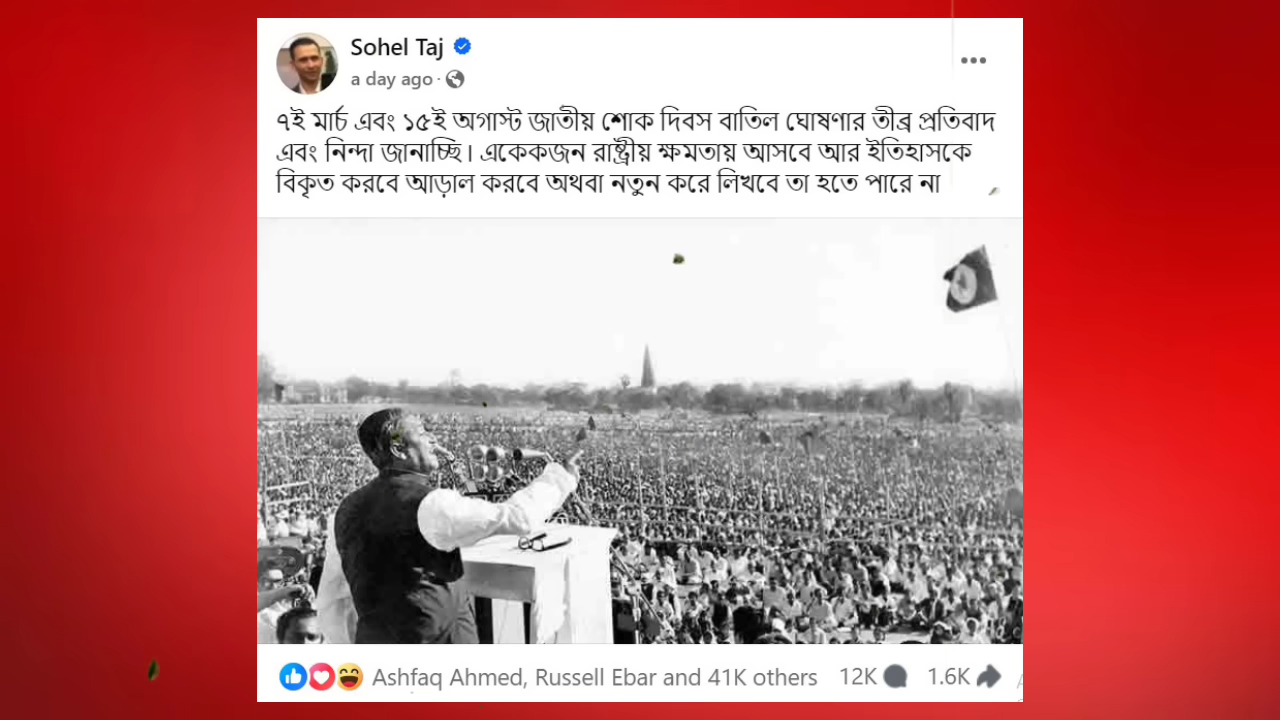 Sohel Taj
a day ago ·
৭ই মার্চ এবং ১৫ই অগাস্ট জাতীয় শোক দিবস বাতিল ঘোষণার তীব্র প্রতিবাদ
এবং নিন্দা জানাচ্ছি। একেকজন রাষ্ট্রীয় ক্ষমতায় আসবে আর ইতিহাসকে
বিকৃত করবে আড়াল করবে অথবা নতুন করে লিখবে তা হতে পারে না
Ashfaq Ahmed, Russell Ebar and 41K others 12K 1.6K